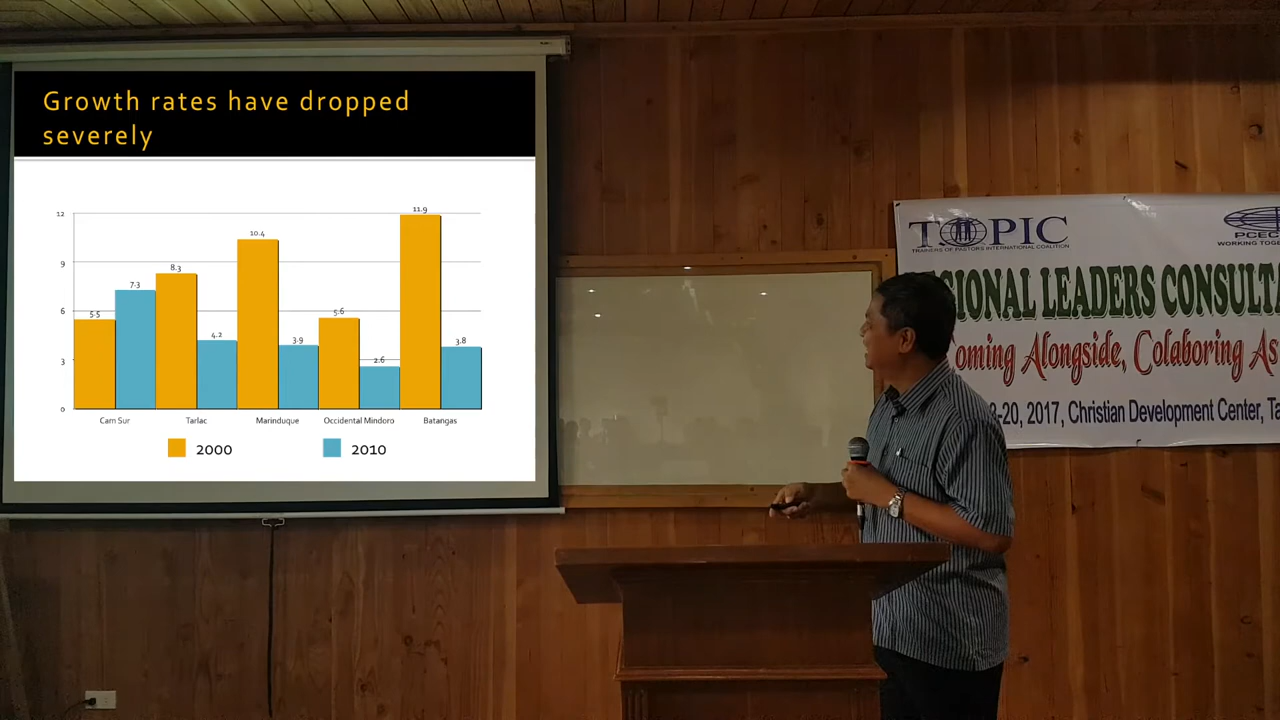 Growth rates have dropped
severely
12
9
6
3
0
5.5
7.3
8.3
4.2
10.4
3.9
5.6
2.6
11.9
3.8
Cam Sur
Tarlac
Marinduque
Occidental Mindoro
Batangas
2000
2010
TOPIC
TRAINERS OF PASTORS INTERNATIONAL COALITION
PCEC
WORKING TOGE
SIONAL LEADERS CONSULTA
oming Alongside, Colaboring As
8-20, 2017, Christian Development Center, Ta